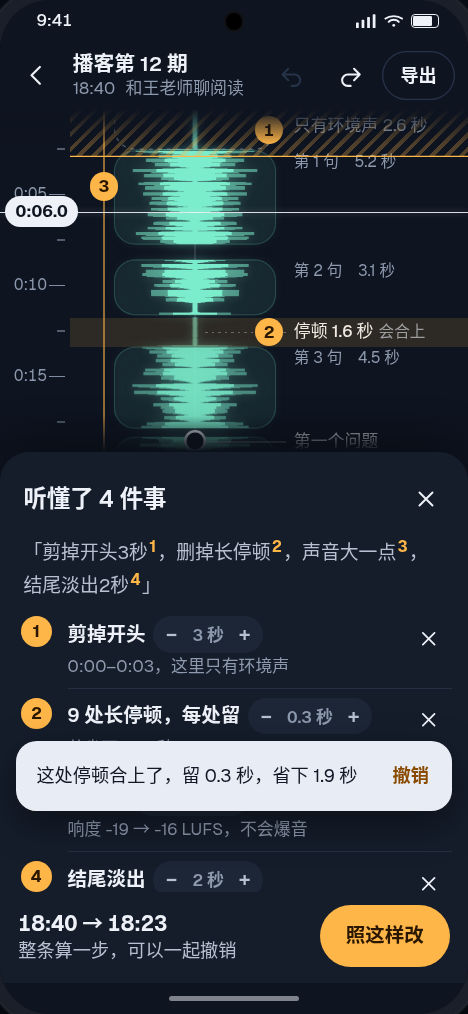 9:41
播客第 12 期
18:40 和王老师聊阅读
导出
只有环境声 2.6 秒
1
第 1 句 5.2 秒
3
0:05
0:06.0
第 2 句 3.1 秒
0:10
2 停顿 1.6 秒 会合上
第 3 句 4.5 秒
0:15
第一个问题
听懂了 4 件事
「剪掉开头3秒1，删掉长停顿2，声音大一点3，
结尾淡出2秒4」
1 剪掉开头 − 3 秒 +
0:00–0:03，这里只有环境声
2 9 处长停顿，每处留 − 0.3 秒 +
这处停顿合上了，留 0.3 秒，省下 1.9 秒 撤销
响度 -19 → -16 LUFS，不会爆音
4 结尾淡出 − 2 秒 +
18:40 → 18:23
整条算一步，可以一起撤销
照这样改